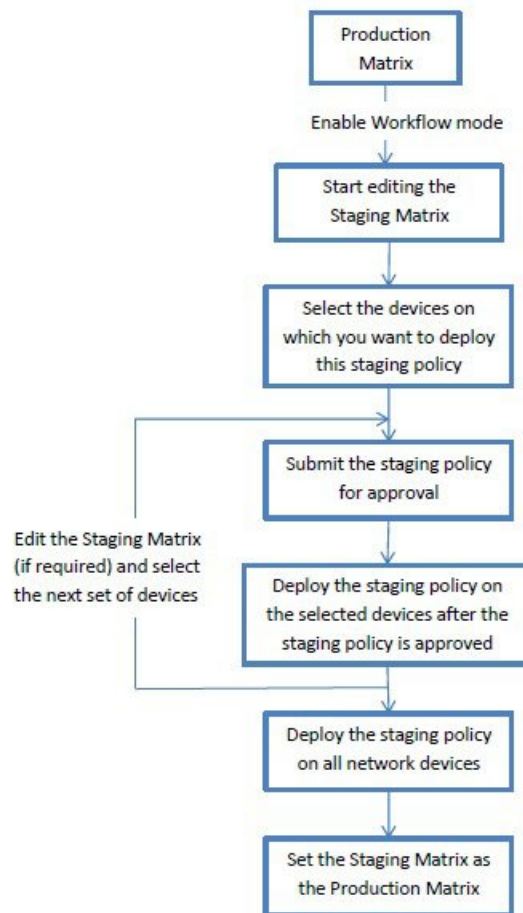 Production
Matrix
Enable Workflow mode
Start editing the
Staging Matrix
Select the devices on
which you want to deploy
this staging policy
Submit the staging policy
for approval
Edit the Staging Matrix
(if required) and select
the next set of devices
Deploy the staging policy on
the selected devices after the
staging policy is approved
Deploy the staging policy
on all network devices
Set the Staging Matrix as
the Production Matrix